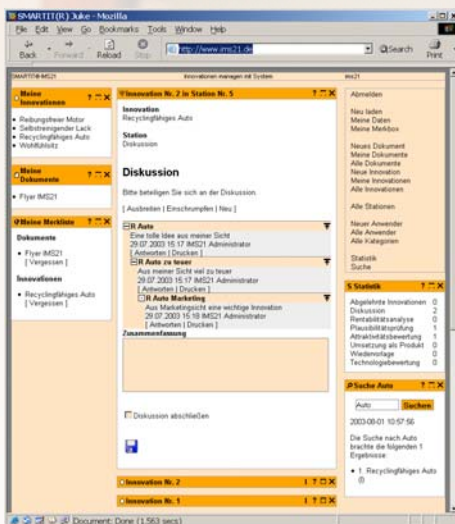 SMARTIT(R) Juke - Mozilla
File Edit View Go Bookmarks Tools Window Help
Back Forward Reload Stop http://www.ims21.de Search Print
SMARTIT® IMS21 Innovationen managen mit System ims21
Meine Innovationen
Reibungsfreier Motor
Selbstreinigender Lack
Recyclingfähiges Auto
Wohlfühlsitz
Meine Dokumente
Flyer IMS21
Meine Merkliste
Dokumente
Flyer IMS21
[ Vergessen ]
Innovationen
Recyclingfähiges Auto
[ Vergessen ]
Innovation Nr. 2 in Station Nr. 5
Innovation
Recyclingfähiges Auto
Station
Diskussion
Diskussion
Bitte beteiligen Sie sich an der Diskussion.
[ Ausbreiten | Einschrumpfen | Neu ]
R Auto
Eine tolle Idee aus meiner Sicht
29.07.2003 15:17 IMS21 Administrator
[ Antworten | Drucken ]
R Auto zu teuer
Aus meiner Sicht viel zu teuer
29.07.2003 15:17 IMS21 Administrator
[ Antworten | Drucken ]
R Auto Marketing
Aus Marketingsicht eine wichtige Innovation
29.07.2003 15:18 IMS21 Administrator
[ Antworten | Drucken ]
Zusammenfassung
Diskussion abschließen
Innovation Nr. 2
Innovation Nr. 1
Abmelden
Neu laden
Meine Daten
Meine Merkbox
Neues Dokument
Meine Dokumente
Alle Dokumente
Neue Innovation
Meine Innovationen
Alle Innovationen
Alle Stationen
Neuer Anwender
Alle Anwender
Alle Kategorien
Statistik
Suche
Statistik
Abgelehnte Innovationen 0
Diskussion 2
Rentabilitätsanalyse 0
Plausibilitätsprüfung 1
Attraktivitätsbewertung 1
Umsetzung als Produkt 0
Wiedervorlage 0
Technologiebewertung 0
Suche Auto
Auto Suchen
2003-08-01 10:57:56
Die Suche nach Auto
brachte die folgenden 1
Ergebnisse:
1. Recyclingfähiges Auto
Document: Done (1.563 secs)